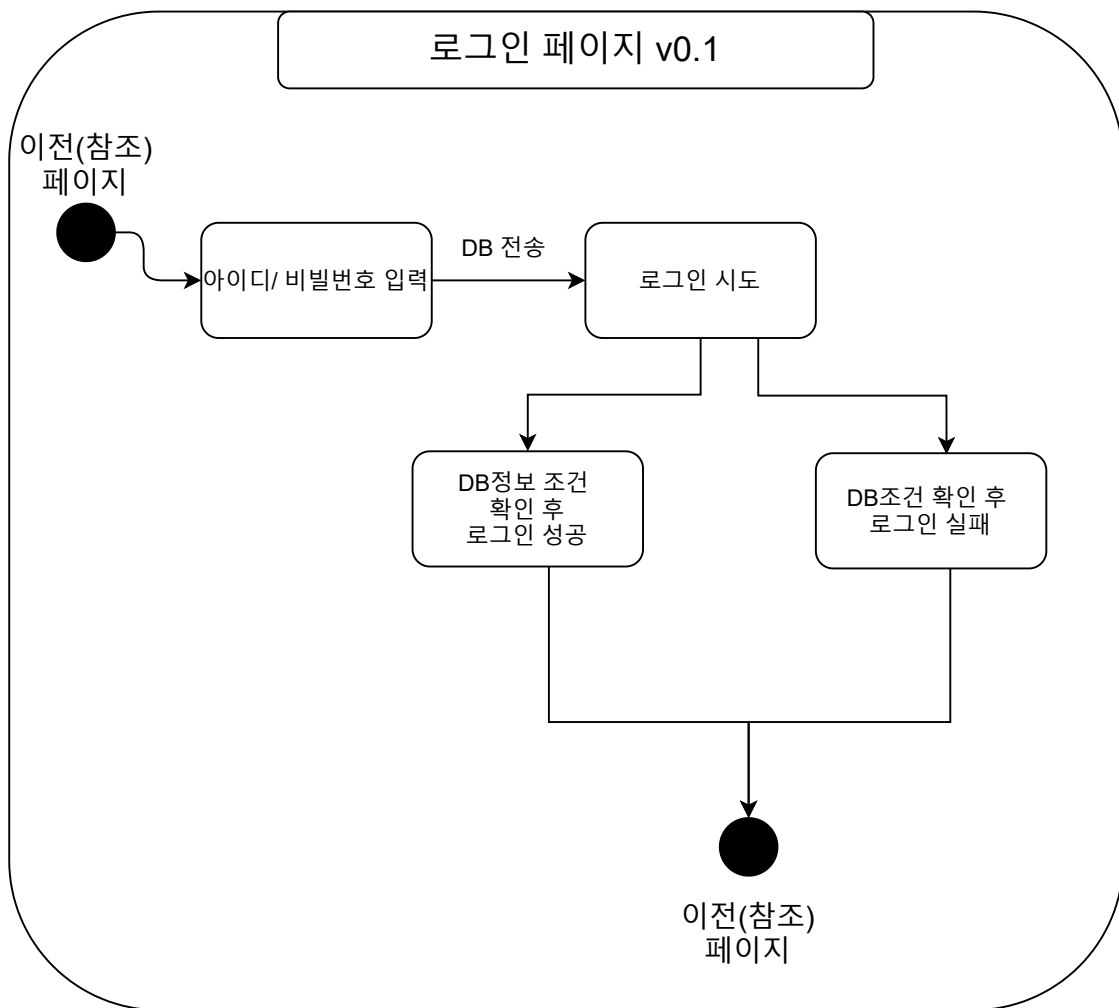 로그인 페이지 v0.1
이전(참조)
페이지
아이디/ 비빌번호 입력
DB 전송
로그인 시도
DB정보 조건
확인 후
로그인 성공
DB조건 확인 후
로그인 실패
이전(참조)
페이지